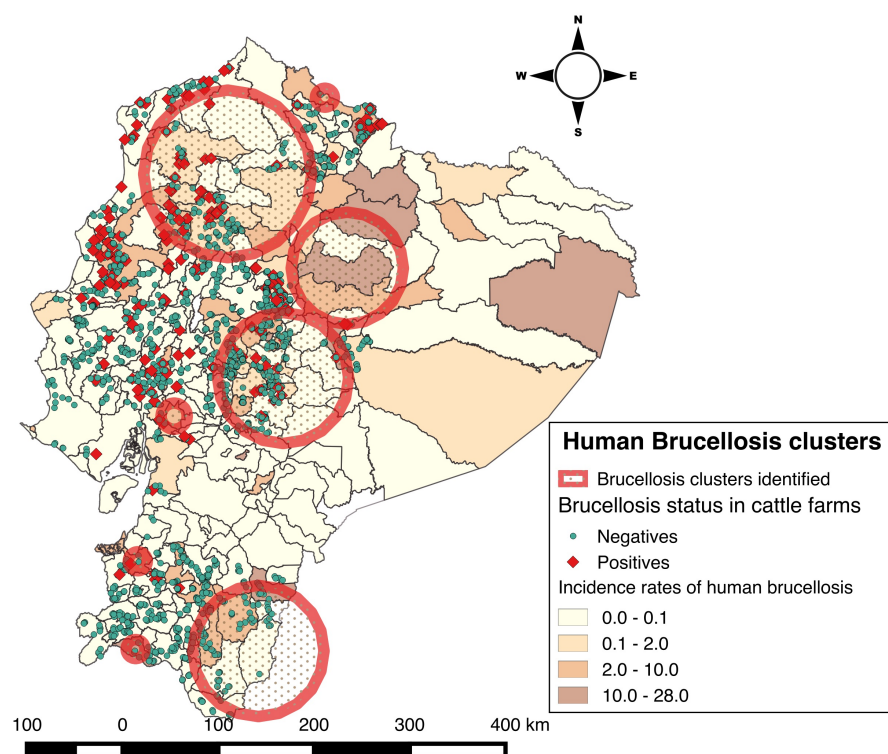 N
W E
S
Human Brucellosis clusters
Brucellosis clusters identified
Brucellosis status in cattle farms
Negatives
Positives
Incidence rates of human brucellosis
0.0 - 0.1
0.1 - 2.0
2.0 - 10.0
10.0 - 28.0
100 0 100 200 300 400 km